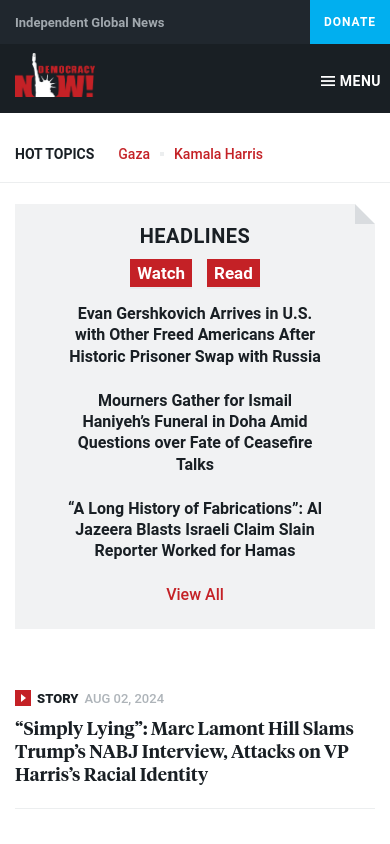 Independent Global News
DONATE
DEMOCRACY
NOW!
MENU
HOT TOPICS
Gaza
Kamala Harris
HEADLINES
Watch
Read
Evan Gershkovich Arrives in U.S.
with Other Freed Americans After
Historic Prisoner Swap with Russia
Mourners Gather for Ismail
Haniyeh’s Funeral in Doha Amid
Questions over Fate of Ceasefire
Talks
“A Long History of Fabrications”: Al
Jazeera Blasts Israeli Claim Slain
Reporter Worked for Hamas
View All
STORY AUG 02, 2024
“Simply Lying”: Marc Lamont Hill Slams
Trump’s NABJ Interview, Attacks on VP
Harris’s Racial Identity